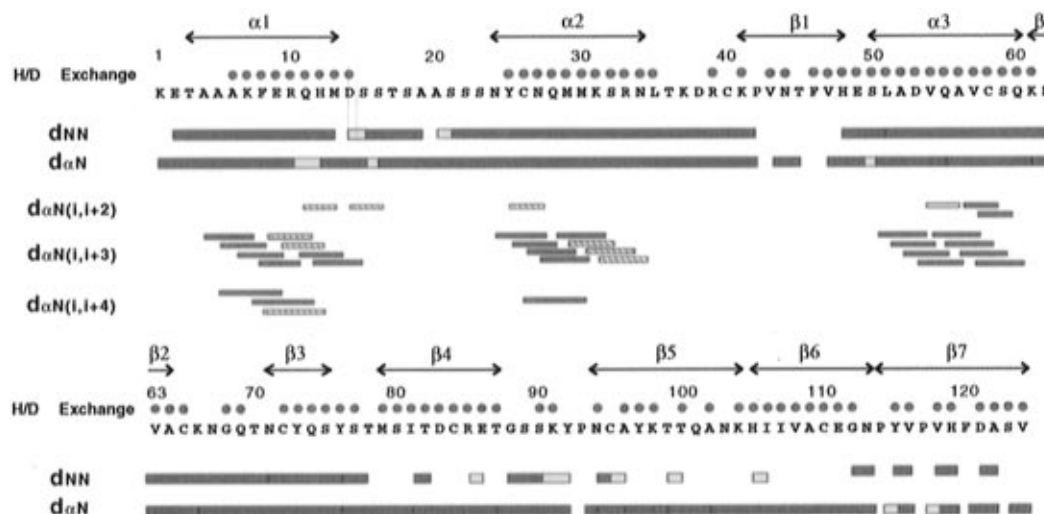 α1 α2 β1 α3 β
1 10 20 30 40 50 60
H/D Exchange
KETAAAKFERQHMDSSTSAASSSNYCNQMMKSRNLTKDRCKPVNTFVHESLADVQAVCSQK
dNN
dαN
dαN(i,i+2)
dαN(i,i+3)
dαN(i,i+4)
β2 β3 β4 β5 β6 β7
63 70 80 90 100 110 120
H/D Exchange
VACKNGQTNCYQSYSTMSITDCRETGSSKYPNCAYKTTQANKHIIVACEGNPYVPVHFDASV
dNN
dαN